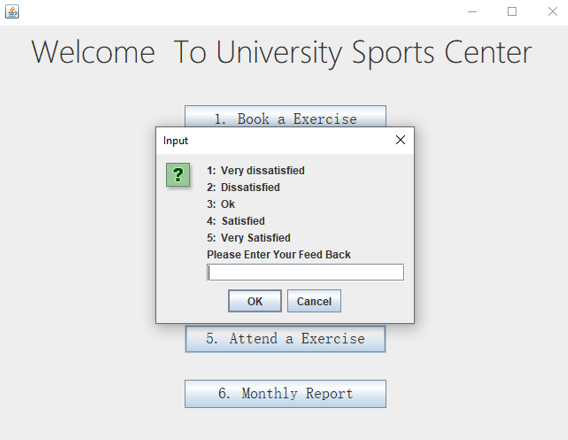 Welcome  To University Sports Center
1. Book a Exercise
Input
?
1: Very dissatisfied
2: Dissatisfied
3: Ok
4: Satisfied
5: Very Satisfied
Please Enter Your Feed Back
OK Cancel
5. Attend a Exercise
6. Monthly Report